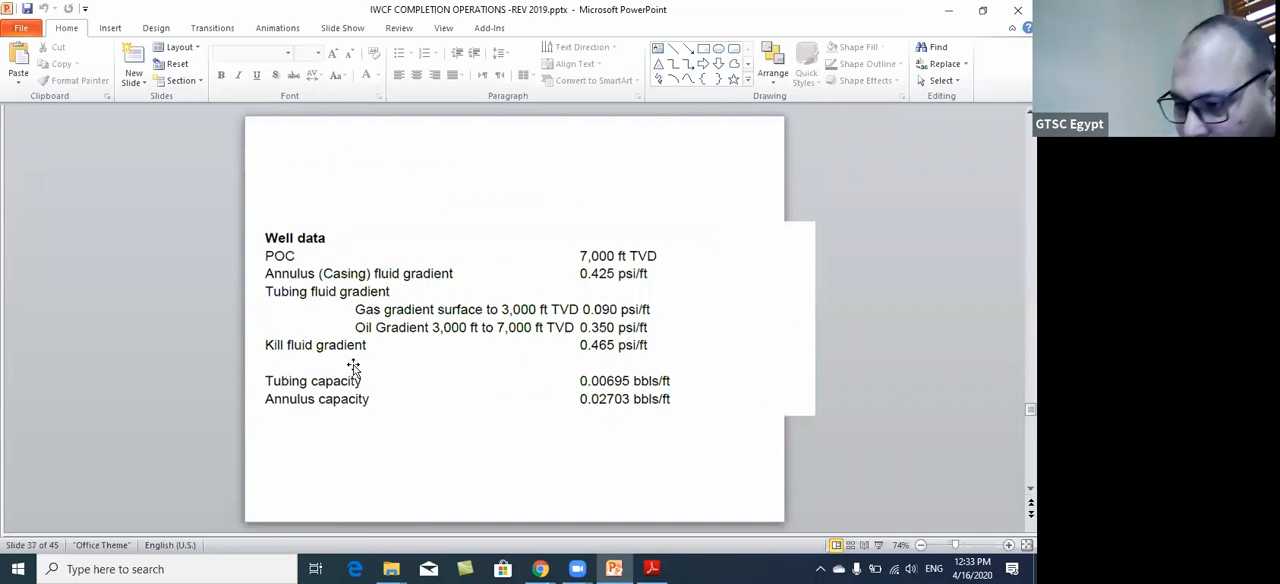 IWCF COMPLETION OPERATIONS -REV 2019.pptx - Microsoft PowerPoint
File Home Insert Design Transitions Animations Slide Show Review View Add-Ins
Paste
Cut
Copy
Format Painter
Clipboard
New Slide
Layout
Reset
Section
Slides
Font
Paragraph
Text Direction
Align Text
Convert to SmartArt
Arrange
Quick Styles
Shape Fill
Shape Outline
Shape Effects
Drawing
Find
Replace
Select
Editing
GTSC Egypt
Well data
POC 7,000 ft TVD
Annulus (Casing) fluid gradient 0.425 psi/ft
Tubing fluid gradient
Gas gradient surface to 3,000 ft TVD 0.090 psi/ft
Oil Gradient 3,000 ft to 7,000 ft TVD 0.350 psi/ft
Kill fluid gradient 0.465 psi/ft
Tubing capacity 0.00695 bbls/ft
Annulus capacity 0.02703 bbls/ft
Slide 37 of 45 "Office Theme" English (U.S.) 74%
Type here to search
ENG
12:33 PM
4/16/2020